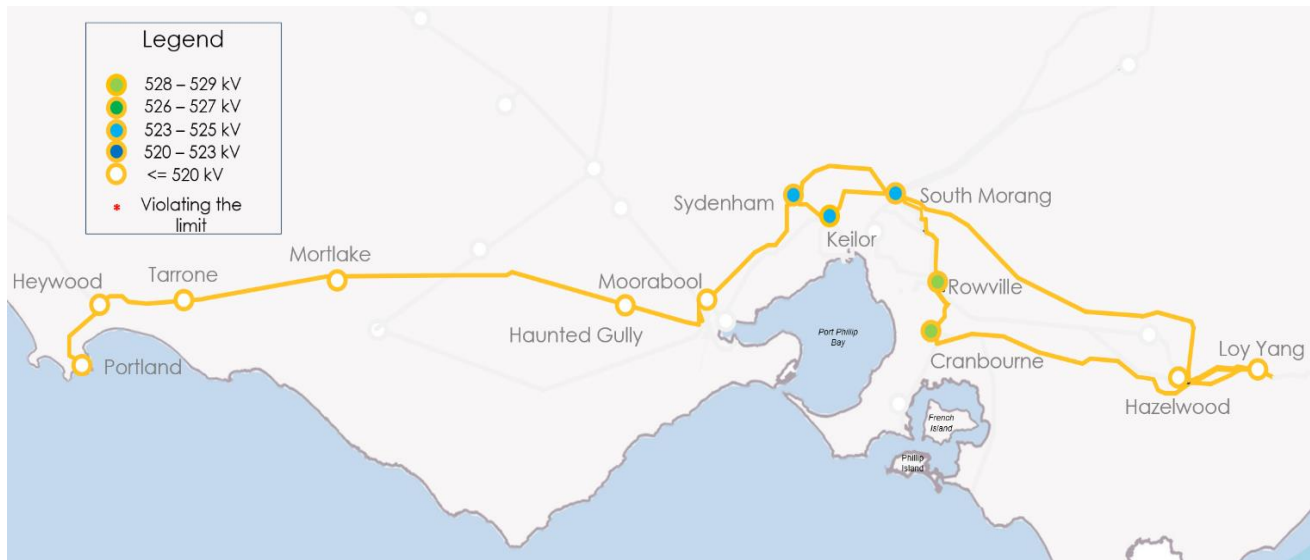 Legend
528 – 529 kV
526 – 527 kV
523 – 525 kV
520 – 523 kV
<= 520 kV
* Violating the
limit
Sydenham
South Morang
Keilor
Mortlake
Tarrone
Heywood
Moorabool
Rowville
Haunted Gully
Port Phillip
Bay
Portland
Cranbourne
Loy Yang
Hazelwood
French
Island
Phillip
Island